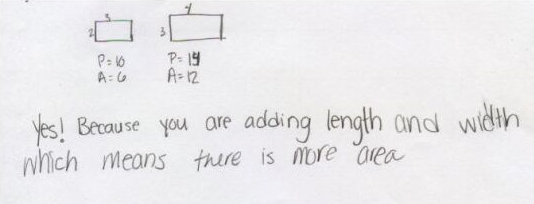 3 4
2 3
P=10 P=14
A=6 A=12
Yes! Because you are adding length and width
which means there is more area